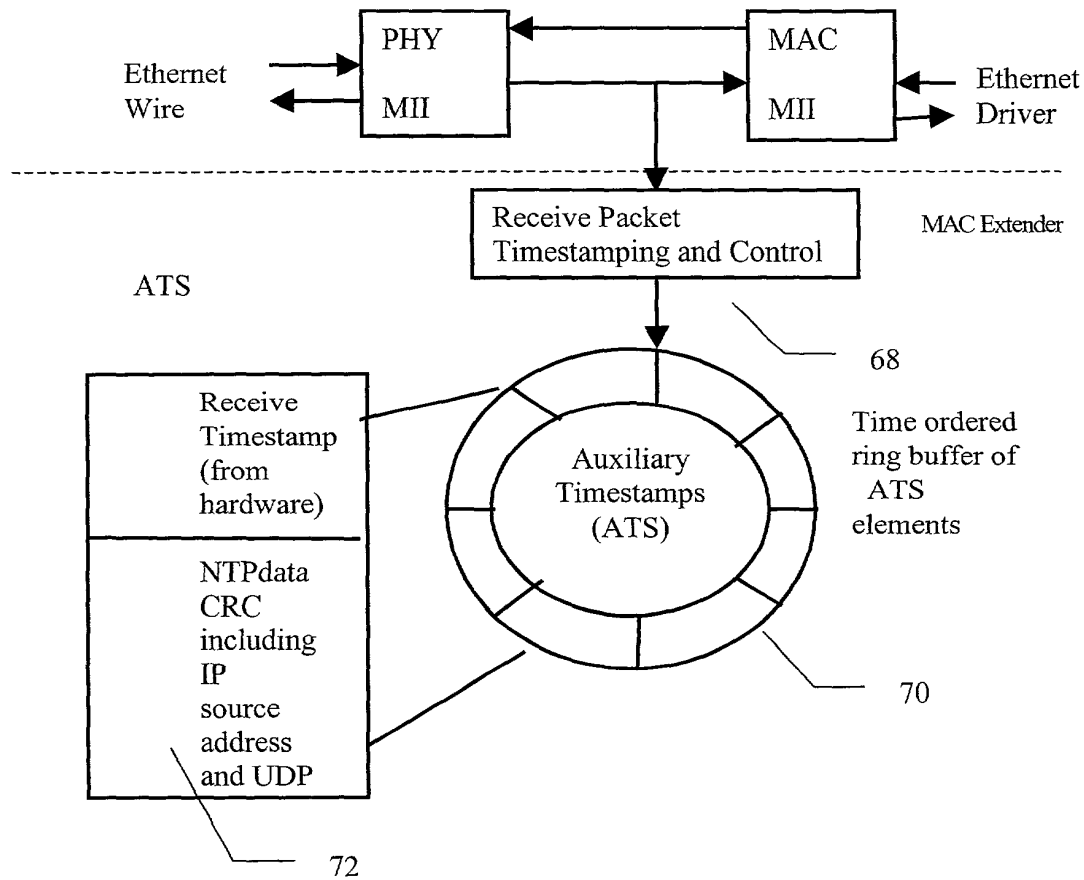 PHY
MII
MAC
MII
Ethernet
Wire
Ethernet
Driver
Receive Packet
Timestamping and Control
MAC Extender
ATS
68
Receive
Timestamp
(from
hardware)
NTPdata
CRC
including
IP
source
address
and UDP
Auxiliary
Timestamps
(ATS)
Time ordered
ring buffer of
ATS
elements
70
72